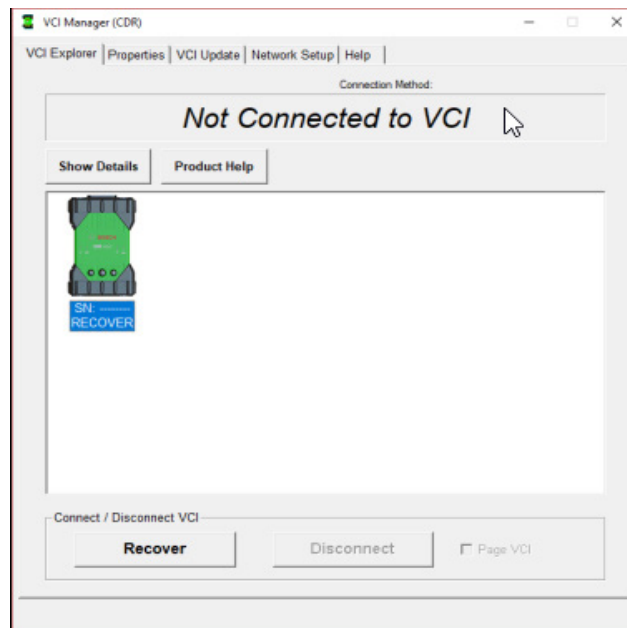 VCI Manager (CDR)
VCI Explorer Properties VCI Update Network Setup Help
Connection Method:
Not Connected to VCI
Show Details Product Help
SN: --------
RECOVER
Connect / Disconnect VCI
Recover Disconnect Page VCI